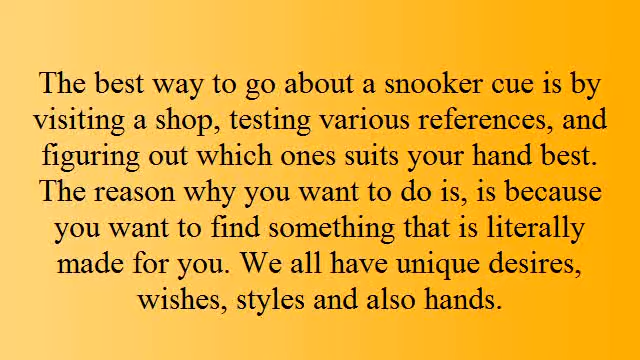 The best way to go about a snooker cue is by
visiting a shop, testing various references, and
figuring out which ones suits your hand best.
The reason why you want to do is, is because
you want to find something that is literally
made for you. We all have unique desires,
wishes, styles and also hands.